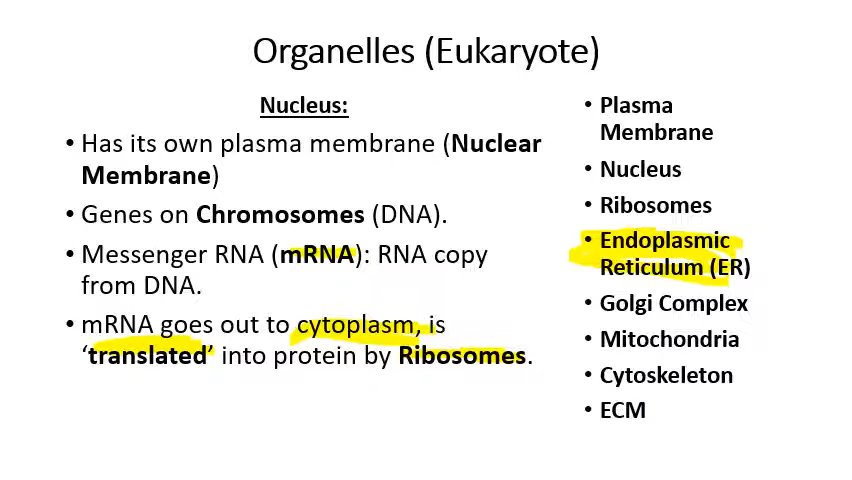 Organelles (Eukaryote)
Nucleus:
• Has its own plasma membrane (Nuclear
Membrane)
• Genes on Chromosomes (DNA).
• Messenger RNA (mRNA): RNA copy
from DNA.
• mRNA goes out to cytoplasm, is
‘translated’ into protein by Ribosomes.
• Plasma
Membrane
• Nucleus
• Ribosomes
• Endoplasmic
Reticulum (ER)
• Golgi Complex
• Mitochondria
• Cytoskeleton
• ECM